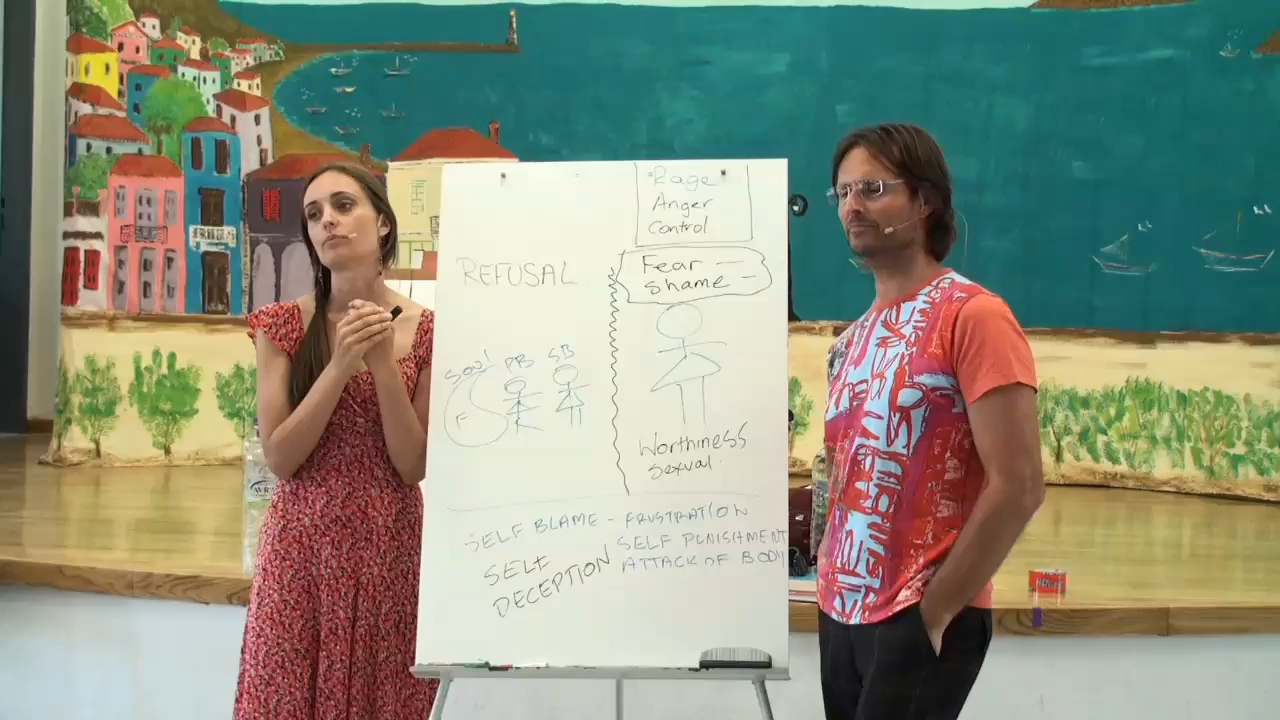 Rage
Anger
Control
Fear —
shame –
REFUSAL
Soul PB SB
F
Worthiness
Sexual.
SELF BLAME – FRUSTRATION
SELF PUNISHMENT
ATTACK OF BODY
SELF
DECEPTION